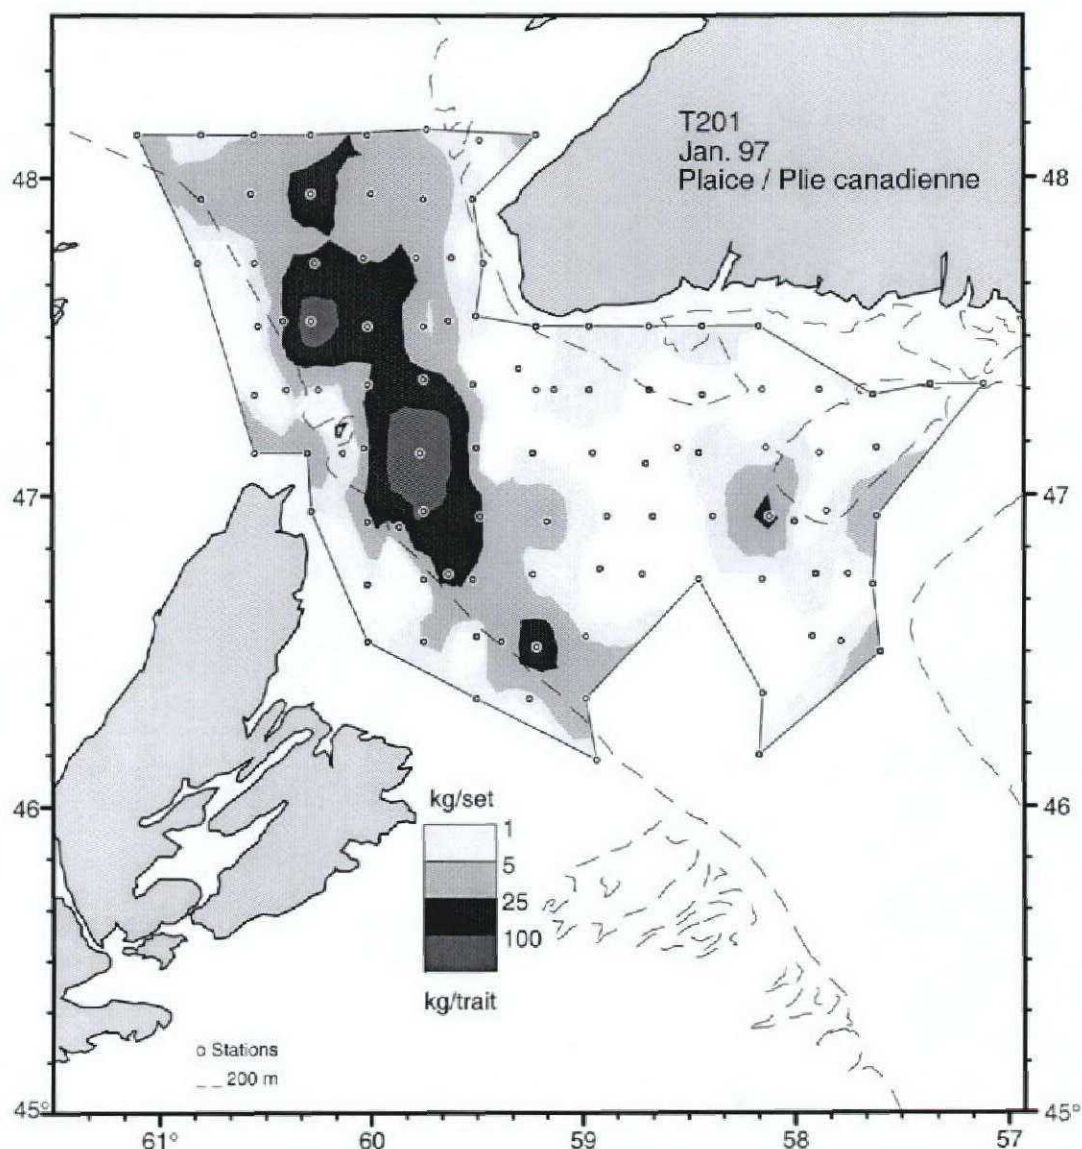 T201
Jan. 97
Plaice / Plie canadienne
48
48
47
47
46
46
kg/set
1
5
25
100
kg/trait
o Stations
_ _ 200 m
45°
45°
61°
60
59
58
57